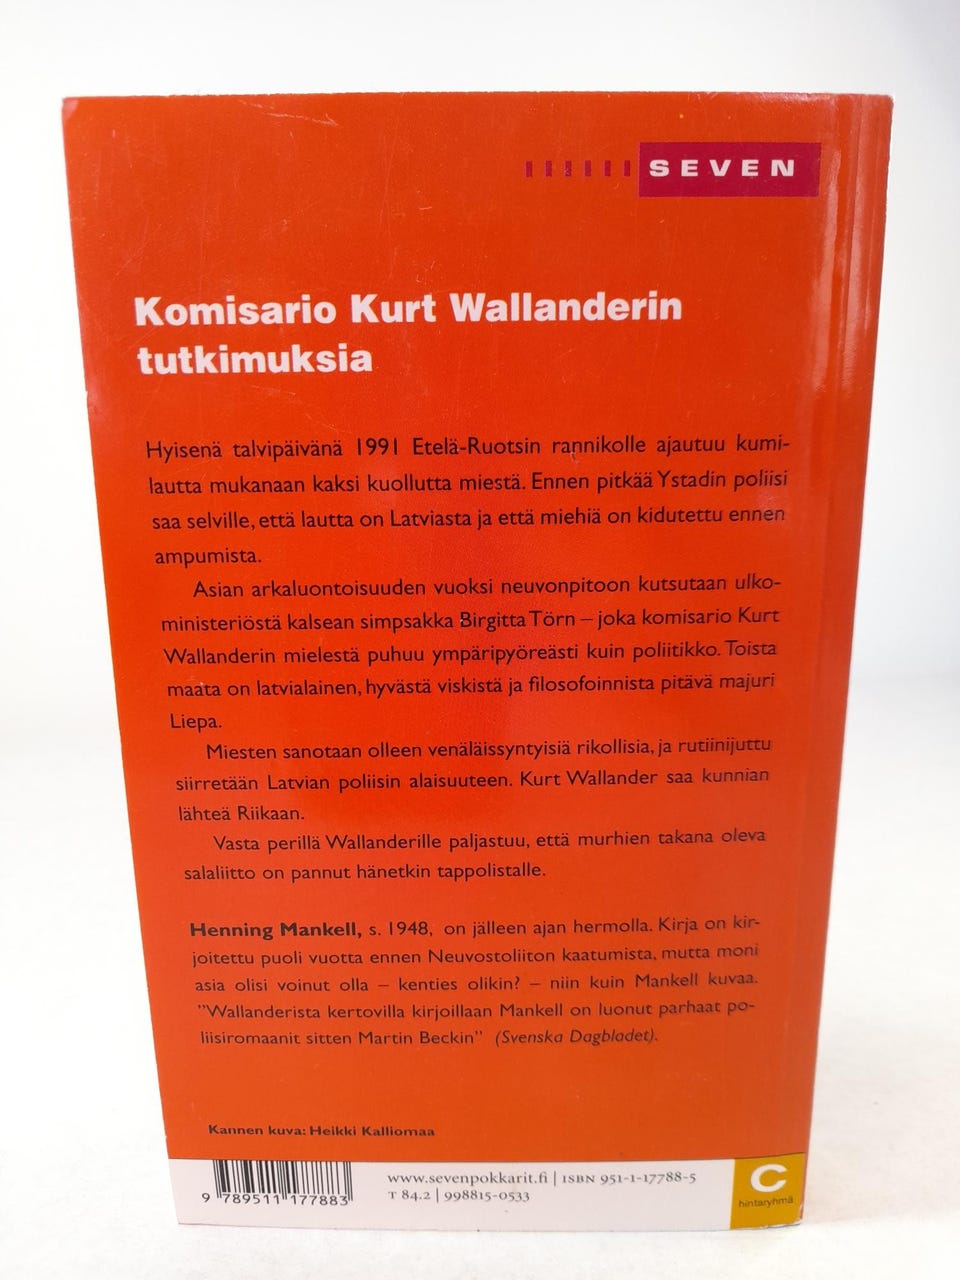 SEVEN
Komisario Kurt Wallanderin
tutkimuksia
Hyisenä talvipäivänä 1991 Etelä-Ruotsin rannikolle ajautuu kumi-
lautta mukanaan kaksi kuollutta miestä. Ennen pitkää Ystadin poliisi
saa selville, että lautta on Latviasta ja että miehiä on kidutettu ennen
ampumista.
Asian arkaluontoisuuden vuoksi neuvonpitoon kutsutaan ulko-
ministeriöstä kalsean simpsakka Birgitta Törn – joka komisario Kurt
Wallanderin mielestä puhuu ympäripyöreästi kuin poliitikko. Toista
maata on latvialainen, hyvästä viskistä ja filosofoinnista pitävä majuri
Liepa.
Miesten sanotaan olleen venäläissyntyisiä rikollisia, ja rutiinijuttu
siirretään Latvian poliisin alaisuuteen. Kurt Wallander saa kunnian
lähteä Riikaan.
Vasta perillä Wallanderille paljastuu, että murhien takana oleva
salaliitto on pannut hänetkin tappolistalle.
Henning Mankell, s. 1948, on jälleen ajan hermolla. Kirja on kir-
joitettu puoli vuotta ennen Neuvostoliiton kaatumista, mutta moni
asia olisi voinut olla – kenties olikin? – niin kuin Mankell kuvaa.
"Wallanderista kertovilla kirjoillaan Mankell on luonut parhaat po-
liisiromaanit sitten Martin Beckin" (Svenska Dagbladet).
Kannen kuva: Heikki Kalliomaa
www.sevenpokkarit.fi | ISBN 951-1-17788-5
T 84.2 | 998815-0533
9 789511 177883
C
hintaryhmä